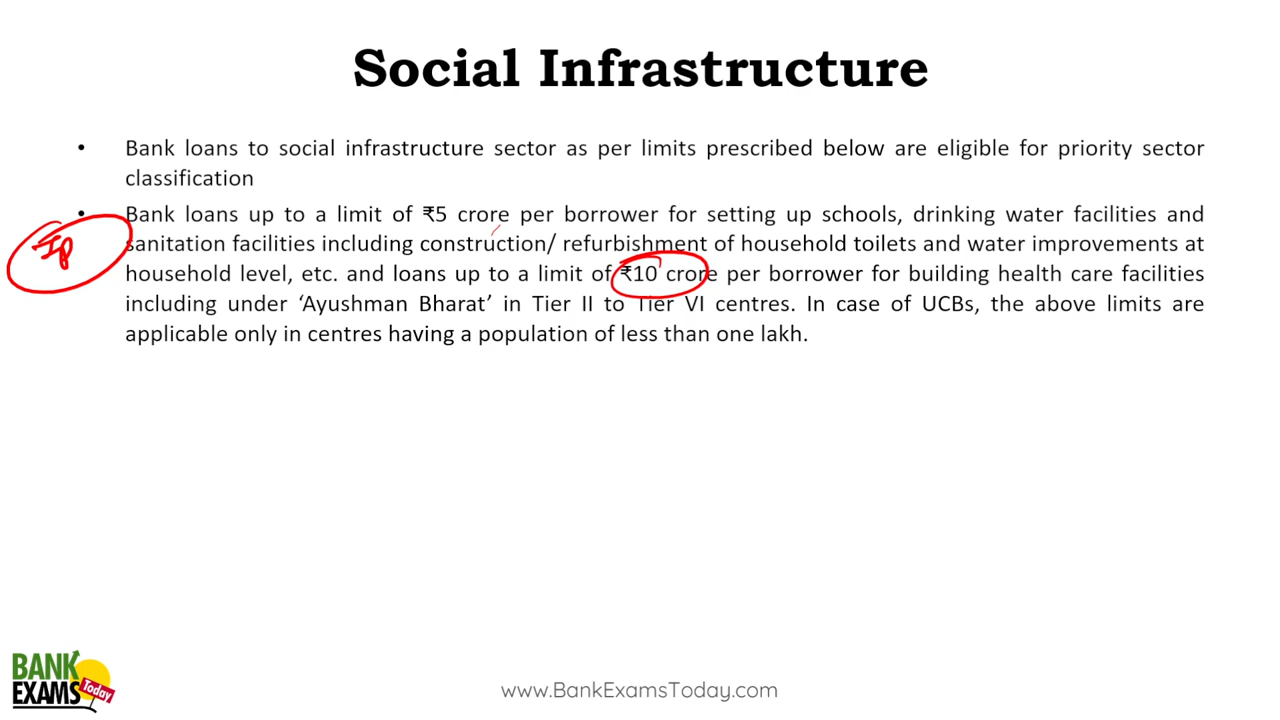 Social Infrastructure
• Bank loans to social infrastructure sector as per limits prescribed below are eligible for priority sector
classification
• Bank loans up to a limit of ₹5 crore per borrower for setting up schools, drinking water facilities and
sanitation facilities including construction/ refurbishment of household toilets and water improvements at
household level, etc. and loans up to a limit of ₹10 crore per borrower for building health care facilities
including under ‘Ayushman Bharat’ in Tier II to Tier VI centres. In case of UCBs, the above limits are
applicable only in centres having a population of less than one lakh.
BANK
EXAMS
Today
www.BankExamsToday.com